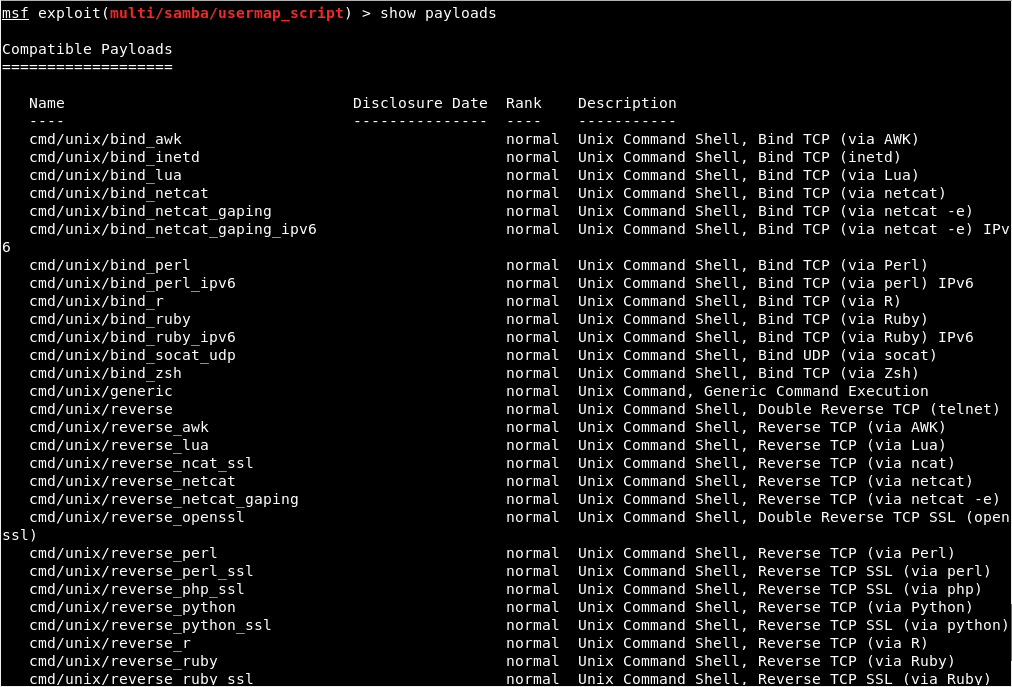 msf exploit(multi/samba/usermap_script) > show payloads
Compatible Payloads
===================
Name Disclosure Date Rank Description
---- --------------- ---- -----------
cmd/unix/bind_awk normal Unix Command Shell, Bind TCP (via AWK)
cmd/unix/bind_inetd normal Unix Command Shell, Bind TCP (inetd)
cmd/unix/bind_lua normal Unix Command Shell, Bind TCP (via Lua)
cmd/unix/bind_netcat normal Unix Command Shell, Bind TCP (via netcat)
cmd/unix/bind_netcat_gaping normal Unix Command Shell, Bind TCP (via netcat -e)
cmd/unix/bind_netcat_gaping_ipv6 normal Unix Command Shell, Bind TCP (via netcat -e) IPv
6
cmd/unix/bind_perl normal Unix Command Shell, Bind TCP (via Perl)
cmd/unix/bind_perl_ipv6 normal Unix Command Shell, Bind TCP (via perl) IPv6
cmd/unix/bind_r normal Unix Command Shell, Bind TCP (via R)
cmd/unix/bind_ruby normal Unix Command Shell, Bind TCP (via Ruby)
cmd/unix/bind_ruby_ipv6 normal Unix Command Shell, Bind TCP (via Ruby) IPv6
cmd/unix/bind_socat_udp normal Unix Command Shell, Bind UDP (via socat)
cmd/unix/bind_zsh normal Unix Command Shell, Bind TCP (via Zsh)
cmd/unix/generic normal Unix Command, Generic Command Execution
cmd/unix/reverse normal Unix Command Shell, Double Reverse TCP (telnet)
cmd/unix/reverse_awk normal Unix Command Shell, Reverse TCP (via AWK)
cmd/unix/reverse_lua normal Unix Command Shell, Reverse TCP (via Lua)
cmd/unix/reverse_ncat_ssl normal Unix Command Shell, Reverse TCP (via ncat)
cmd/unix/reverse_netcat normal Unix Command Shell, Reverse TCP (via netcat)
cmd/unix/reverse_netcat_gaping normal Unix Command Shell, Reverse TCP (via netcat -e)
cmd/unix/reverse_openssl normal Unix Command Shell, Double Reverse TCP SSL (open
ssl)
cmd/unix/reverse_perl normal Unix Command Shell, Reverse TCP (via Perl)
cmd/unix/reverse_perl_ssl normal Unix Command Shell, Reverse TCP SSL (via perl)
cmd/unix/reverse_php_ssl normal Unix Command Shell, Reverse TCP SSL (via php)
cmd/unix/reverse_python normal Unix Command Shell, Reverse TCP (via Python)
cmd/unix/reverse_python_ssl normal Unix Command Shell, Reverse TCP SSL (via python)
cmd/unix/reverse_r normal Unix Command Shell, Reverse TCP (via R)
cmd/unix/reverse_ruby normal Unix Command Shell, Reverse TCP (via Ruby)
cmd/unix/reverse_ruby_ssl normal Unix Command Shell, Reverse TCP SSL (via Ruby)